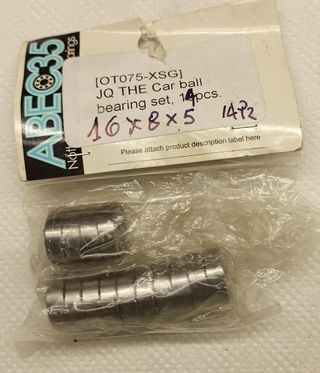 ABEC35
[OT075-XSG]
JQ THE Car ball
bearing set, 14pcs.
16x8x5 14Pz
Please attach product description label here